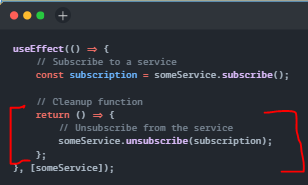 useEffect(() => {
// Subscribe to a service
const subscription = someService.subscribe();
// Cleanup function
return () => {
// Unsubscribe from the service
someService.unsubscribe(subscription);
};
}, [someService]);